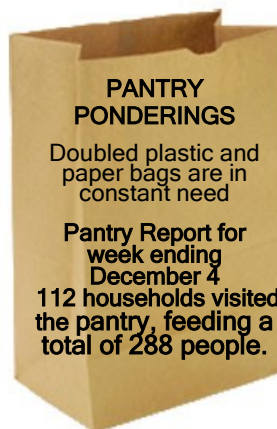 PANTRY
PONDERINGS
Doubled plastic and
paper bags are in
constant need
Pantry Report for
week ending
December 4
112 households visited
the pantry, feeding a
total of 288 people.